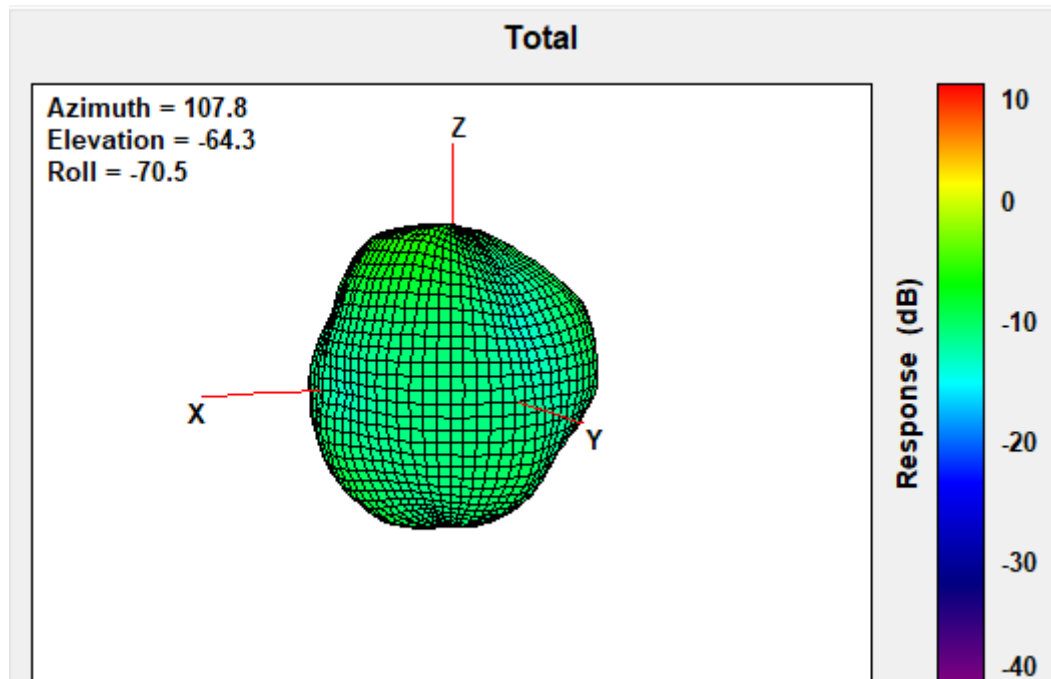 Total
Azimuth = 107.8
Elevation = -64.3
Roll = -70.5
Z
X
Y
10
0
-10
-20
-30
-40
Response (dB)